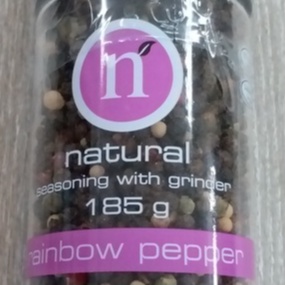 n
natural
seasoning with grinder
185 g
rainbow pepper